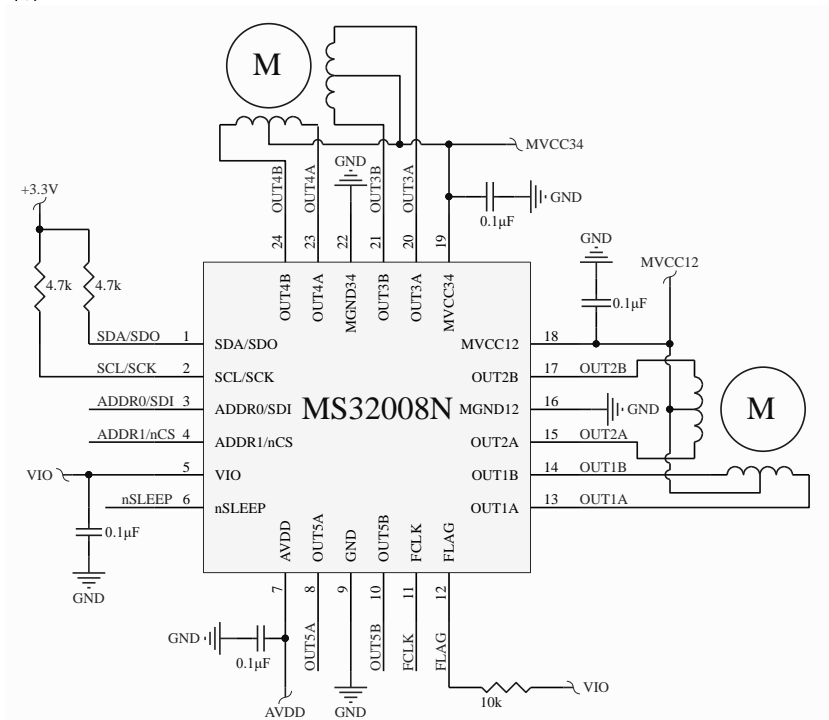 M
MVCC34
GND
OUT4B
OUT4A
OUT3B
OUT3A
GND
0.1μF
+3.3V
24
23
22
21
20
19
GND
MVCC12
4.7k
4.7k
0.1μF
OUT4B
OUT4A
MGND34
OUT3B
OUT3A
MVCC34
SDA/SDO 1 SDA/SDO
MVCC12 18
SCL/SCK 2 SCL/SCK
OUT2B 17 OUT2B
ADDR0/SDI 3 ADDR0/SDI
MS32008N
MGND12 16 GND
M
ADDR1/nCS 4 ADDR1/nCS
OUT2A 15 OUT2A
VIO 5 VIO
OUT1B 14 OUT1B
nSLEEP 6 nSLEEP
OUT1A 13 OUT1A
0.1μF
GND
AVDD
OUT5A
GND
OUT5B
FCLK
FLAG
7
8
9
10
11
12
GND
0.1μF
OUT5A
OUT5B
FCLK
FLAG
AVDD
GND
10k
VIO